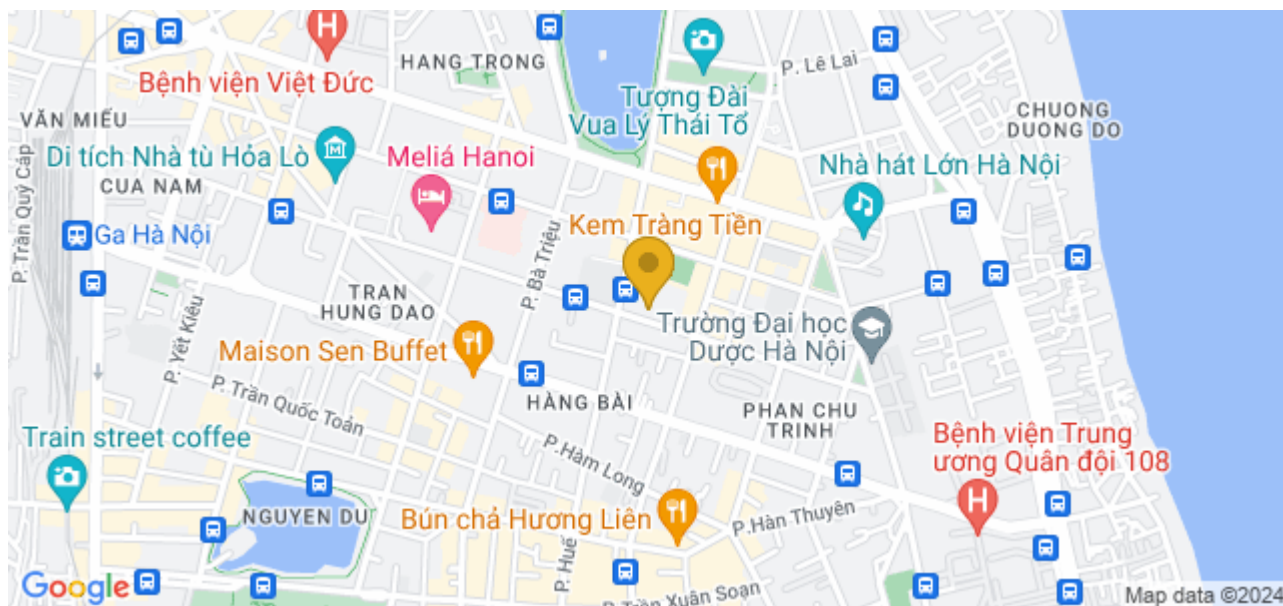 HANG TRONG
P. Lê Lai
Bệnh viện Việt Đức
Tượng Đài
Vua Lý Thái Tổ
CHUONG
DUONG DO
VĂN MIẾU
Di tích Nhà tù Hỏa Lò
Meliá Hanoi
Nhà hát Lớn Hà Nội
CUA NAM
P. Trần Quý Cáp
Ga Hà Nội
Kem Tràng Tiền
P. Bà Triệu
TRAN
HUNG DAO
P. Yết Kiêu
Trường Đại học
Dược Hà Nội
Maison Sen Buffet
P. Trần Quốc Toản
HÀNG BÀI
PHAN CHU
TRINH
Train street coffee
P.Hàm Long
Bệnh viện Trung
ương Quân đội 108
NGUYEN DU
Bún chả Hương Liên
P.Hàn Thuyên
P. Huế
Google
P. Trần Xuân Soạn
Map data ©2024